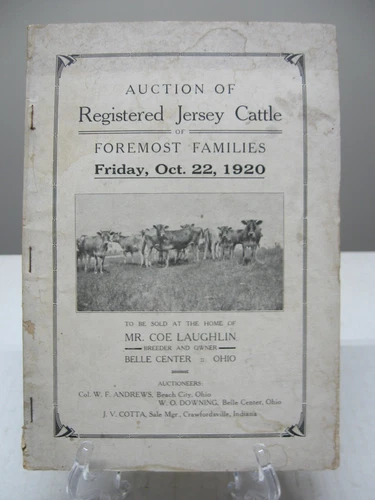 AUCTION OF
Registered Jersey Cattle
OF
FOREMOST FAMILIES
Friday, Oct. 22, 1920
TO BE SOLD AT THE HOME OF
MR. COE LAUGHLIN
BREEDER AND OWNER
BELLE CENTER : OHIO
AUCTIONEERS:
Col. W. F. ANDREWS, Beach City, Ohio
W. O. DOWNING, Belle Center, Ohio
J. V. COTTA, Sale Mgr., Crawfordsville, Indiana